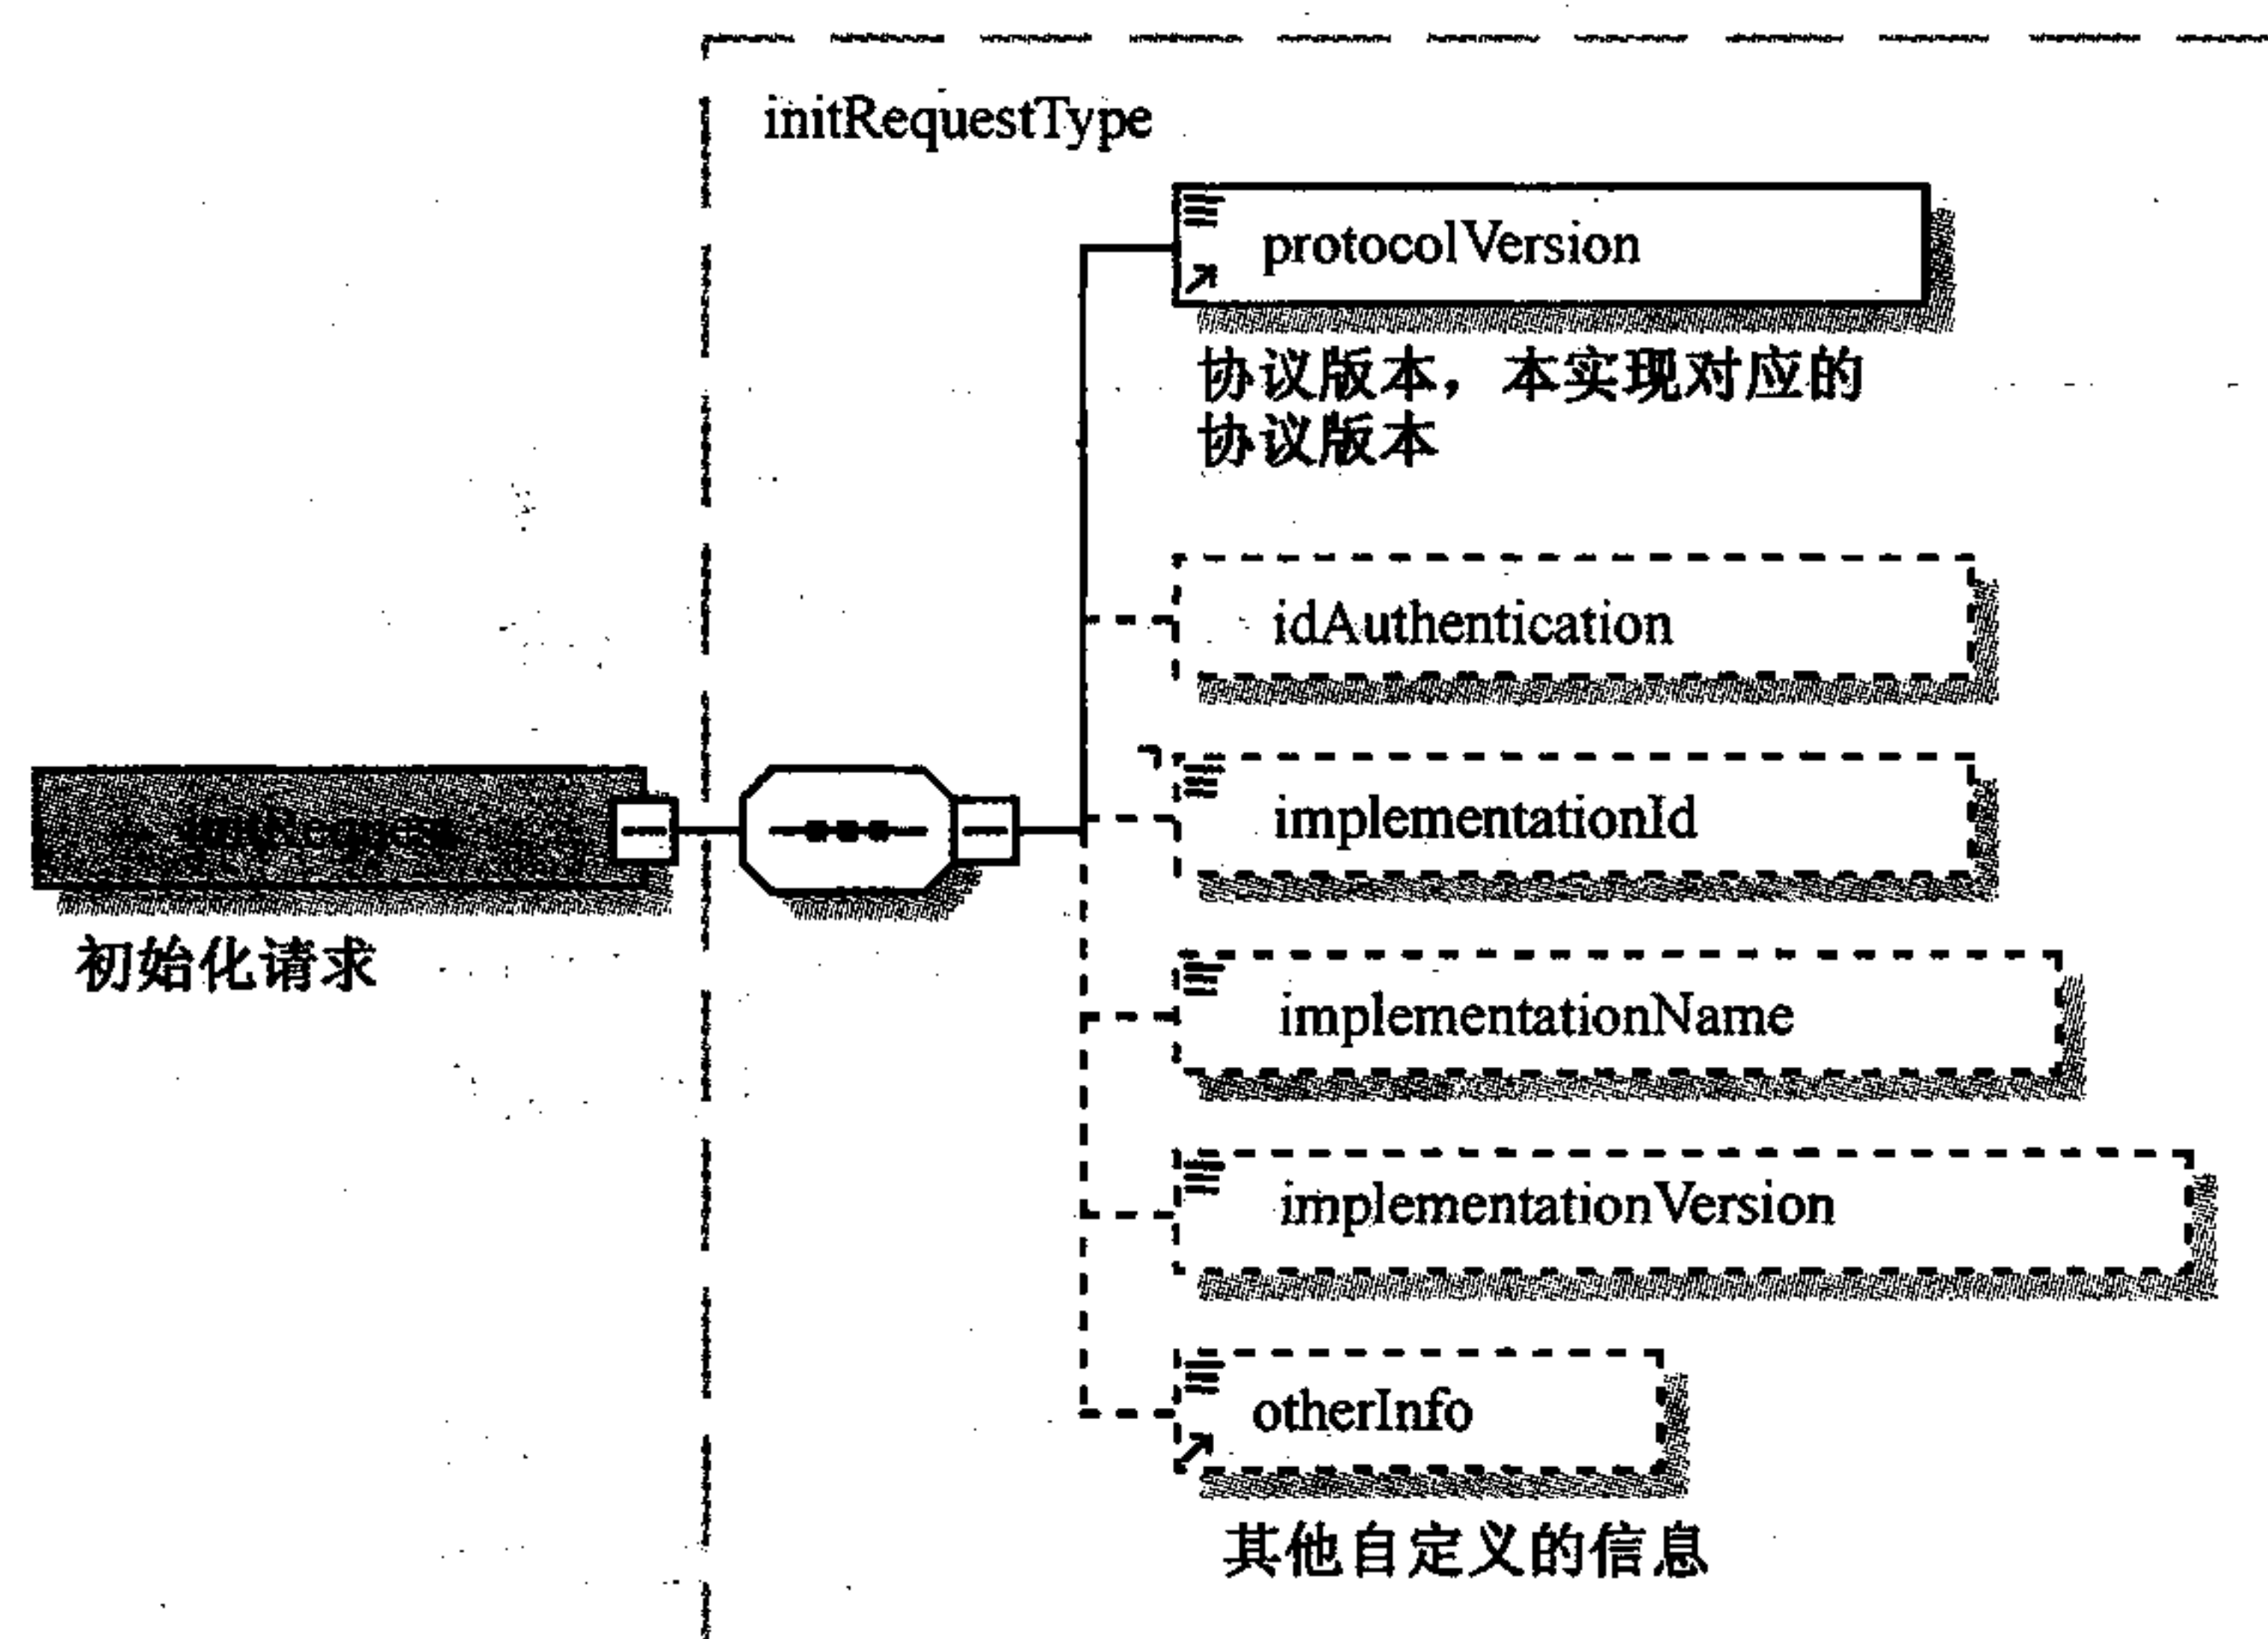 initRequestType
protocolVersion
协议版本，本实现对应的
协议版本
idAuthentication
implementationId
初始化请求
implementationName
implementationVersion
otherInfo
其他自定义的信息